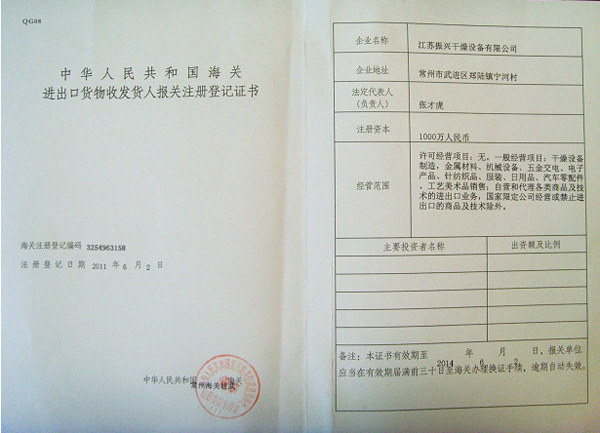 QG08
中华人民共和国海关
进出口货物收发货人报关注册登记证书
海关注册登记编码 3254963158
注册登记日期 2011 年 6 月 2 日
中华人民共和国 海关
常州海关
企业名称 江苏振兴干燥设备有限公司
企业地址 常州市武进区郑陆镇宁河村
法定代表人
(负责人) 张才虎
注册资本 1000万人民币
经营范围
许可经营项目:无。一般经营项目:干燥设备
制造,金属材料、机械设备、五金交电、电子
产品、针纺织品、服装、日用品、汽车零配件
、工艺美术品销售;自营和代理各类商品及技术
的进出口业务,国家限定公司经营或禁止进
出口的商品及技术除外。
主要投资者名称 出资额及比例
备注:本证书有效期至 2014 年 6 月 2 日。报关单位
应当在有效期届满前三十日至海关办理换证手续,逾期自动失效。